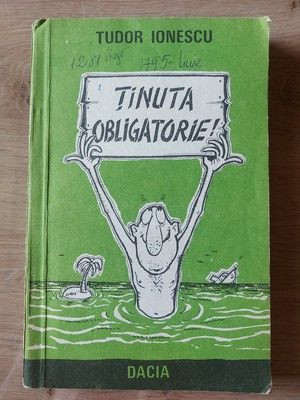 TUDOR IONESCU
ȚINUTA
OBLIGATORIE!
DACIA